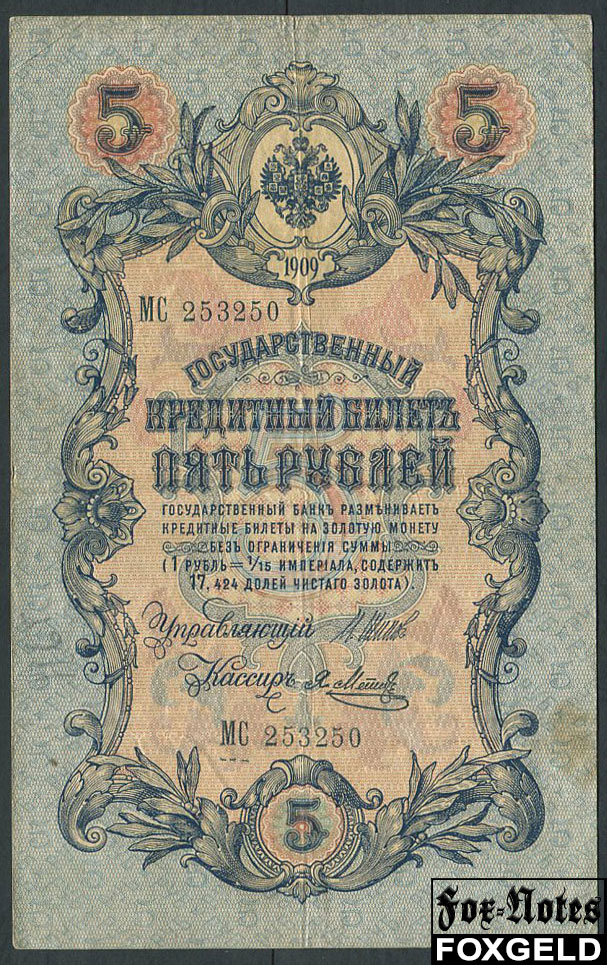 5 5
1909
МС 253250
ГОСУДАРСТВЕННЫЙ
КРЕДИТНЫЙ БИЛЕТЪ
ПЯТЬ РУБЛЕЙ
ГОСУДАРСТВЕННЫЙ БАНКЪ РАЗМѢНИВАЕТЪ
КРЕДИТНЫЕ БИЛЕТЫ НА ЗОЛОТУЮ МОНЕТУ
БЕЗЪ ОГРАНИЧЕНІЯ СУММЫ
(1 РУБЛЬ = 1/15 ИМПЕРІАЛА, СОДЕРЖИТЪ
17,424 ДОЛЕЙ ЧИСТАГО ЗОЛОТА).
Управляющій
Кассиръ
МС 253250
5
Fox-Notes
FOXGELD